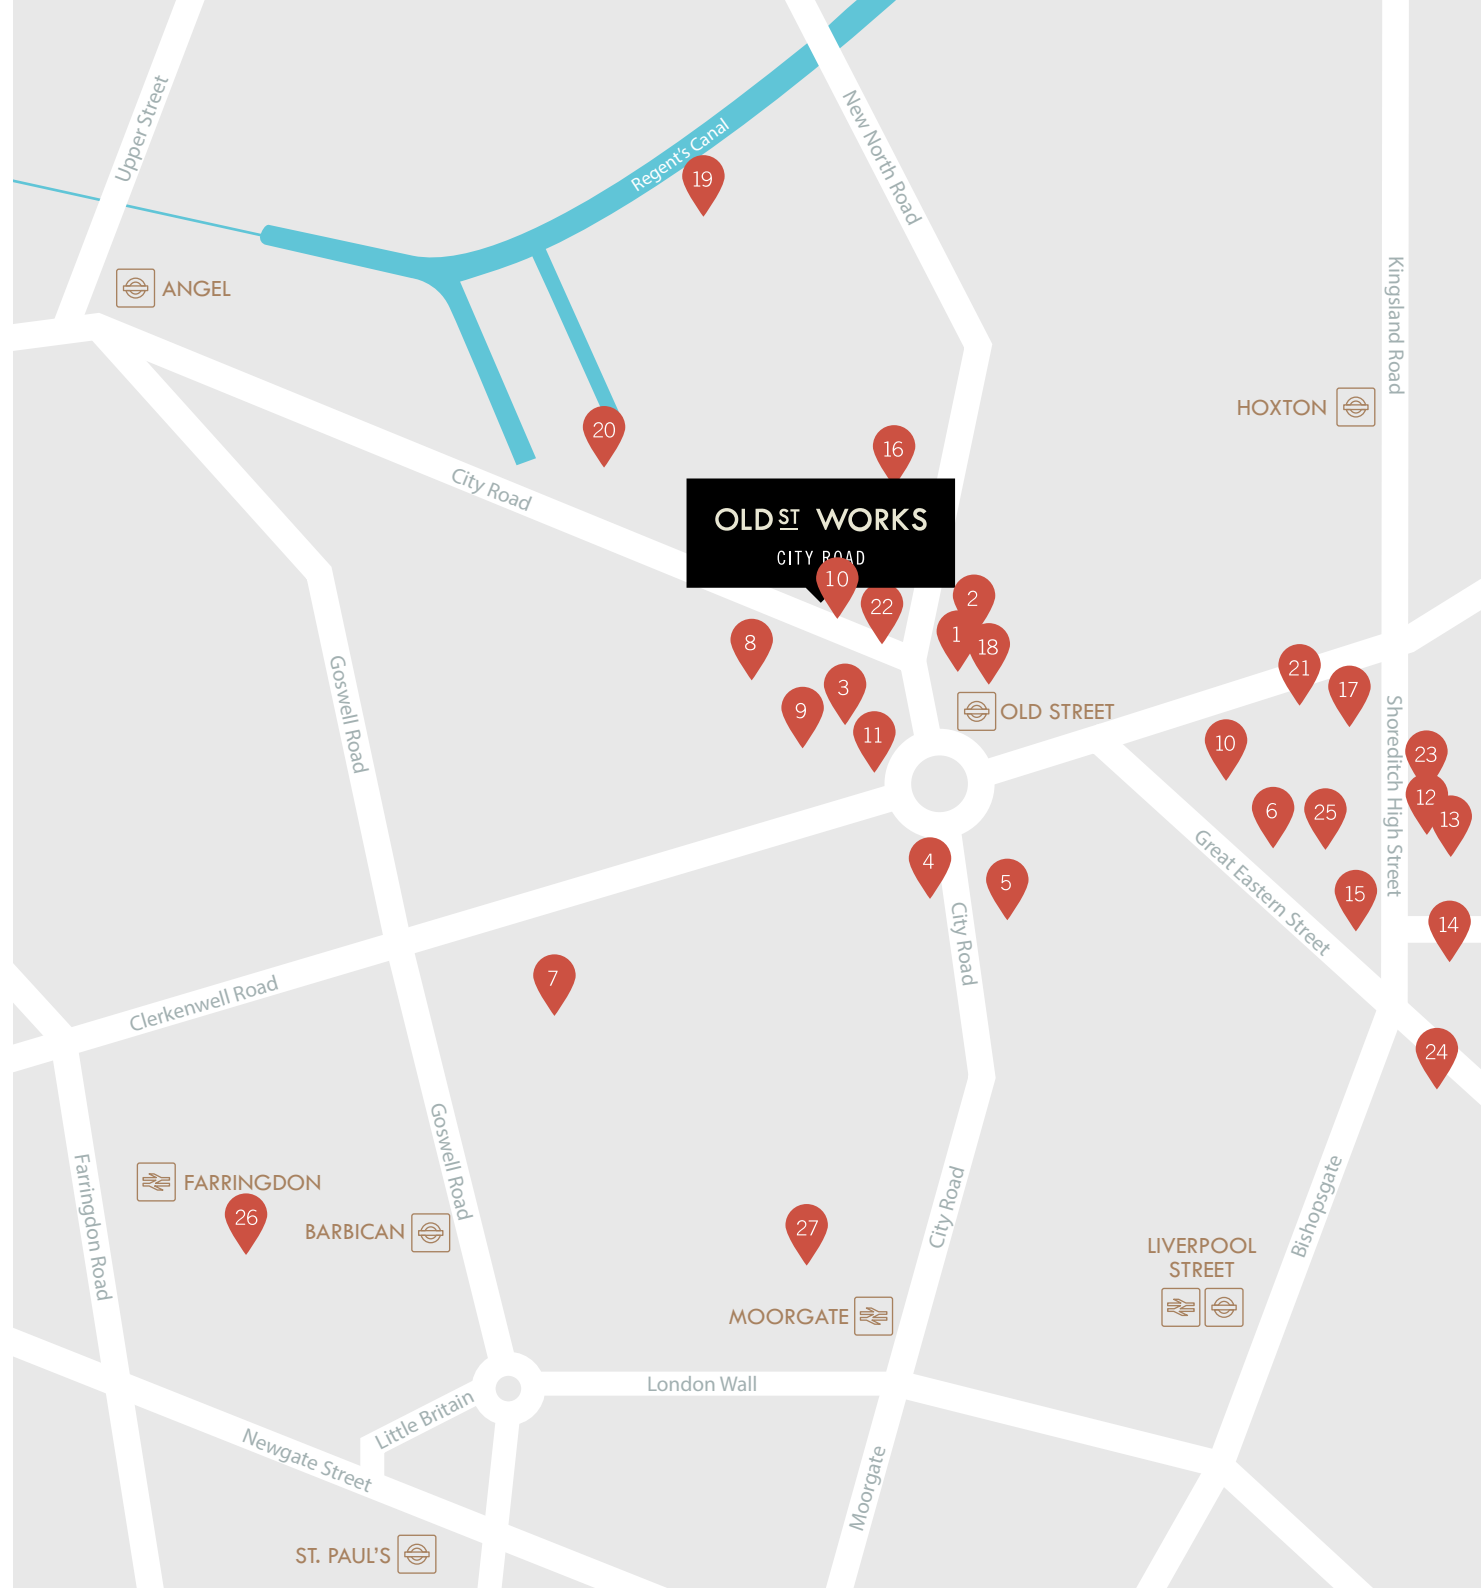 Upper Street
New North Road
Regent's Canal
19
ANGEL
Kingsland Road
HOXTON
20
16
City Road
OLD ST WORKS
CITY ROAD
10
22
2
1
18
8
3
9
11
21
17
OLD STREET
Goswell Road
10
23
12
13
Shoreditch High Street
6
25
4
5
Great Eastern Street
15
14
City Road
7
Clerkenwell Road
24
Goswell Road
Farringdon Road
FARRINGDON
26
BARBICAN
27
City Road
Bishopsgate
LIVERPOOL
STREET
MOORGATE
London Wall
Little Britain
Newgate Street
Moorgate
ST. PAUL'S